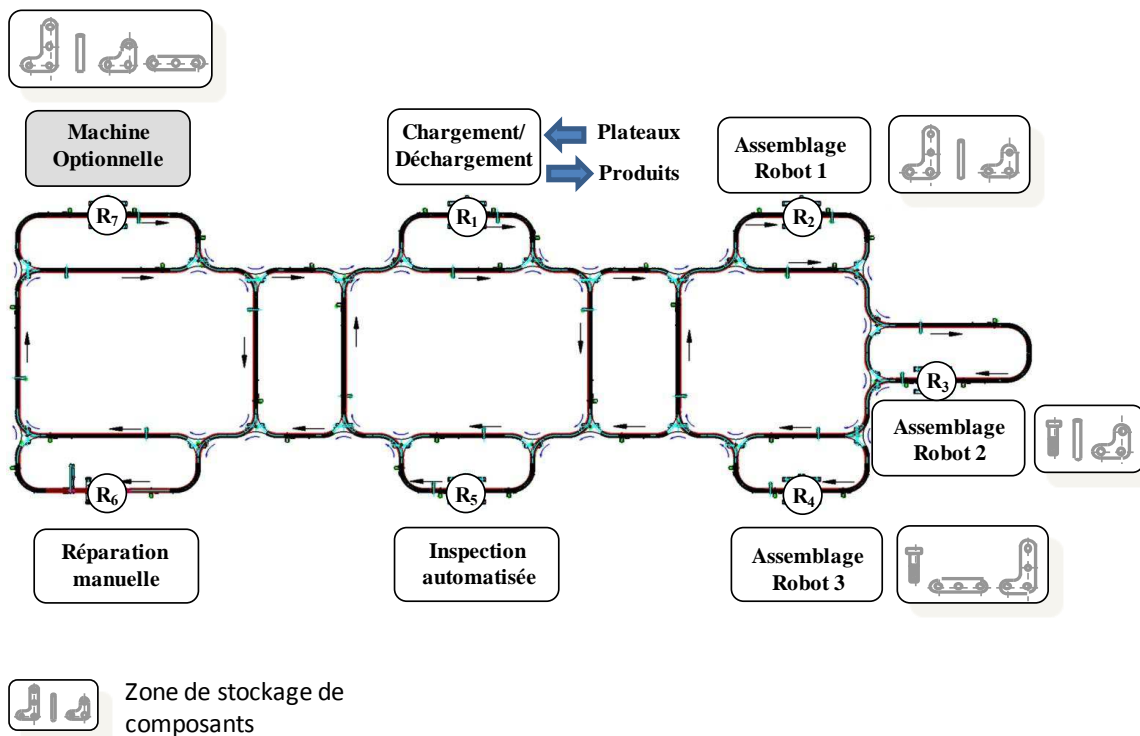 Machine
Optionnelle
Chargement/
Déchargement
Plateaux
Produits
Assemblage
Robot 1
R7
R1
R2
R3
Assemblage
Robot 2
R6
R5
R4
Réparation
manuelle
Inspection
automatisée
Assemblage
Robot 3
Zone de stockage de
composants